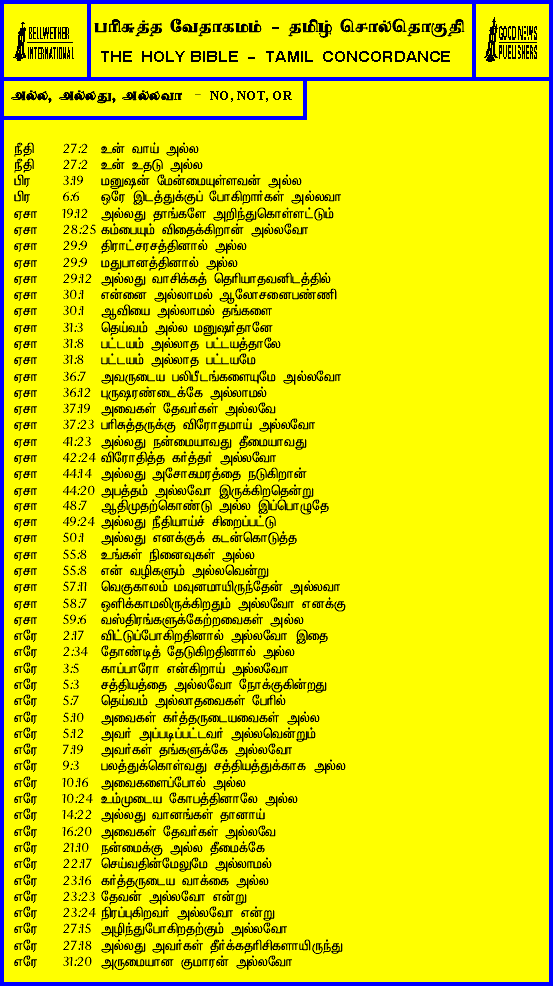 BELLWETHER
INTERNATIONAL
பரிசுத்த வேதாகமம் - தமிழ் சொல்தொகுதி
THE HOLY BIBLE - TAMIL CONCORDANCE
GOOD NEWS
PUBLISHERS
அல்ல, அல்லது, அல்லவா - NO, NOT, OR
நீதி 27:2 உன் வாய் அல்ல
நீதி 27:2 உன் உதடு அல்ல
பிர 3:19 மனுஷன் மேன்மையுள்ளவன் அல்ல
பிர 6:6 ஒரே இடத்துக்குப் போகிறார்கள் அல்லவா
ஏசா 19:12 அல்லது தாங்களே அறிந்துகொள்ளட்டும்
ஏசா 28:25 கம்பையும் விதைக்கிறான் அல்லவோ
ஏசா 29:9 திராட்சரசத்தினால் அல்ல
ஏசா 29:9 மதுபானத்தினால் அல்ல
ஏசா 29:12 அல்லது வாசிக்கத் தெரியாதவனிடத்தில்
ஏசா 30:1 என்னை அல்லாமல் ஆலோசனைபண்ணி
ஏசா 30:1 ஆவியை அல்லாமல் தங்களை
ஏசா 31:3 தெய்வம் அல்ல மனுஷர்தானே
ஏசா 31:8 பட்டயம் அல்லாத பட்டயத்தாலே
ஏசா 31:8 பட்டயம் அல்லாத பட்டயமே
ஏசா 36:7 அவருடைய பலிபீடங்களையுமே அல்லவோ
ஏசா 36:12 புருஷரண்டைக்கே அல்லாமல்
ஏசா 37:19 அவைகள் தேவர்கள் அல்லவே
ஏசா 37:23 பரிசுத்தருக்கு விரோதமாய் அல்லவோ
ஏசா 41:23 அல்லது நன்மையாவது தீமையாவது
ஏசா 42:24 விரோதித்த கர்த்தர் அல்லவோ
ஏசா 44:14 அல்லது அசோகமரத்தை நடுகிறான்
ஏசா 44:20 அபத்தம் அல்லவோ இருக்கிறதென்று
ஏசா 48:7 ஆதிமுதற்கொண்டு அல்ல இப்பொழுதே
ஏசா 49:24 அல்லது நீதியாய்ச் சிறைப்பட்டு
ஏசா 50:1 அல்லது எனக்குக் கடன்கொடுத்த
ஏசா 55:8 உங்கள் நினைவுகள் அல்ல
ஏசா 55:8 என் வழிகளும் அல்லவென்று
ஏசா 57:11 வெகுகாலம் மவுனமாயிருந்தேன் அல்லவா
ஏசா 58:7 ஒளிக்காமலிருக்கிறதும் அல்லவோ எனக்கு
ஏசா 59:6 வஸ்திரங்களுக்கேற்றவைகள் அல்ல
எரே 2:17 விட்டுப்போகிறதினால் அல்லவோ இதை
எரே 2:34 தோண்டித் தேடுகிறதினால் அல்ல
எரே 3:5 காப்பாரோ என்கிறாய் அல்லவோ
எரே 5:3 சத்தியத்தை அல்லவோ நோக்குகின்றது
எரே 5:7 தெய்வம் அல்லாதவைகள் பேரில்
எரே 5:10 அவைகள் கர்த்தருடையவைகள் அல்ல
எரே 5:12 அவர் அப்படிப்பட்டவர் அல்லவென்றும்
எரே 7:19 அவர்கள் தங்களுக்கே அல்லவோ
எரே 9:3 பலத்துக்கொள்வது சத்தியத்துக்காக அல்ல
எரே 10:16 அவைகளைப்போல் அல்ல
எரே 10:24 உம்முடைய கோபத்தினாலே அல்ல
எரே 14:22 அல்லது வானங்கள் தானாய்
எரே 16:20 அவைகள் தேவர்கள் அல்லவே
எரே 21:10 நன்மைக்கு அல்ல தீமைக்கே
எரே 22:17 செய்வதின்மேலுமே அல்லாமல்
எரே 23:16 கர்த்தருடைய வாக்கை அல்ல
எரே 23:23 தேவன் அல்லவோ என்று
எரே 23:24 நிரப்புகிறவர் அல்லவோ என்று
எரே 27:15 அழிந்துபோகிறதற்கும் அல்லவோ
எரே 27:18 அல்லது அவர்கள் தீர்க்கதரிசிகளாயிருந்து
எரே 31:20 அருமையான குமாரன் அல்லவோ